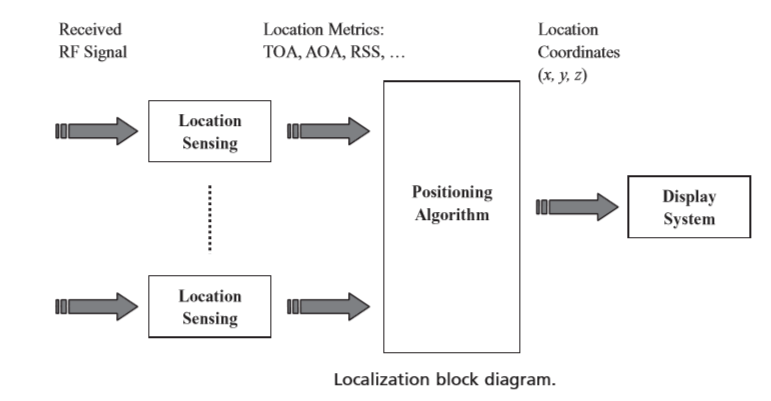 Received
RF Signal
Location Metrics:
TOA, AOA, RSS, …
Location
Coordinates
(x, y, z)
Location
Sensing
Positioning
Algorithm
Display
System
Location
Sensing
Localization block diagram.